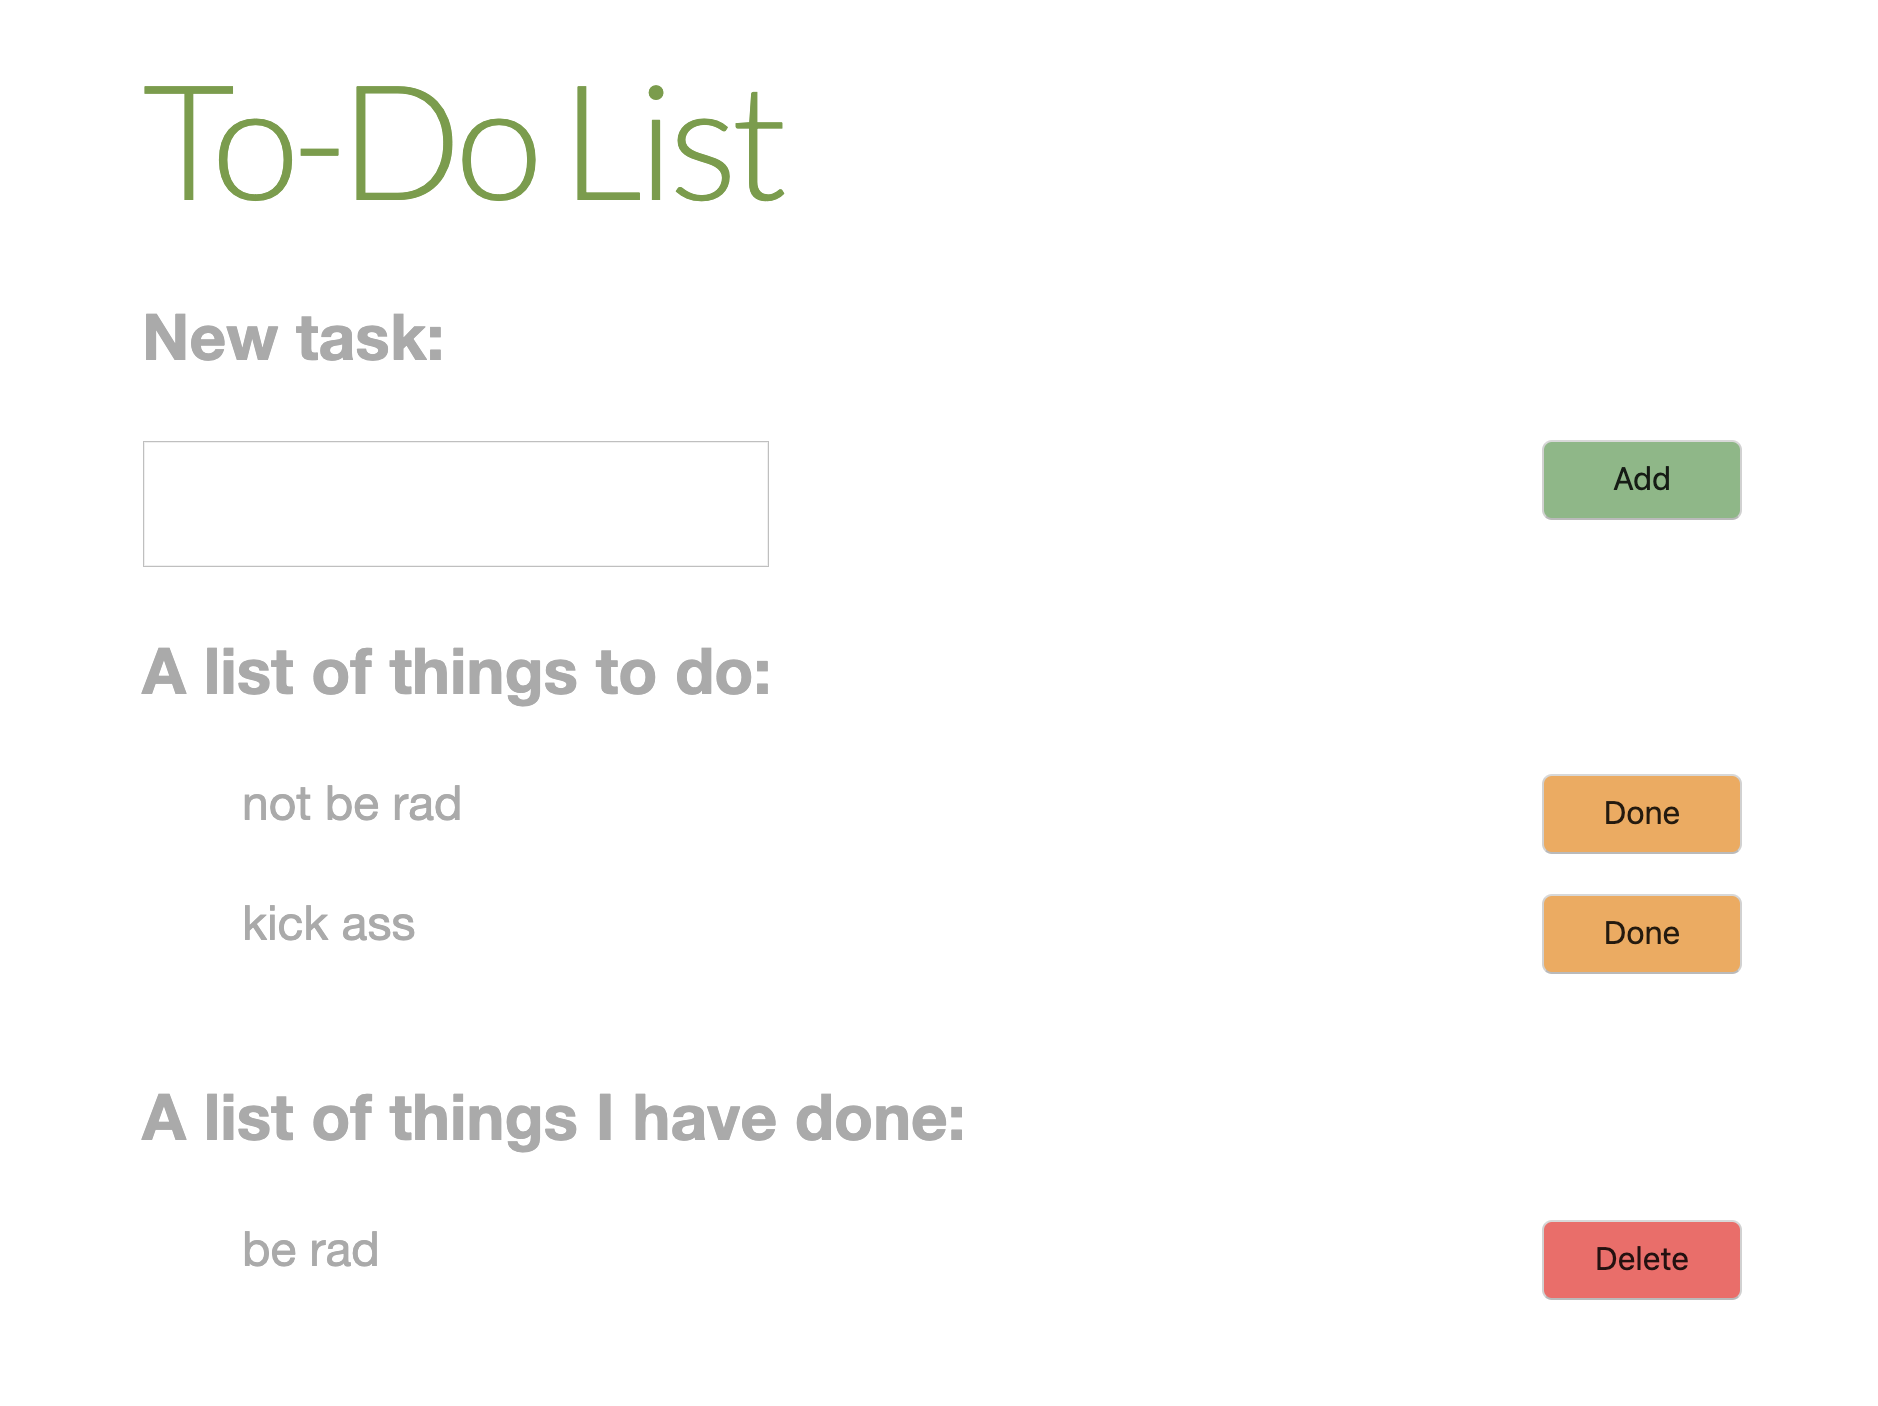 To-Do List
New task:
Add
A list of things to do:
not be rad
Done
kick ass
Done
A list of things I have done:
be rad
Delete